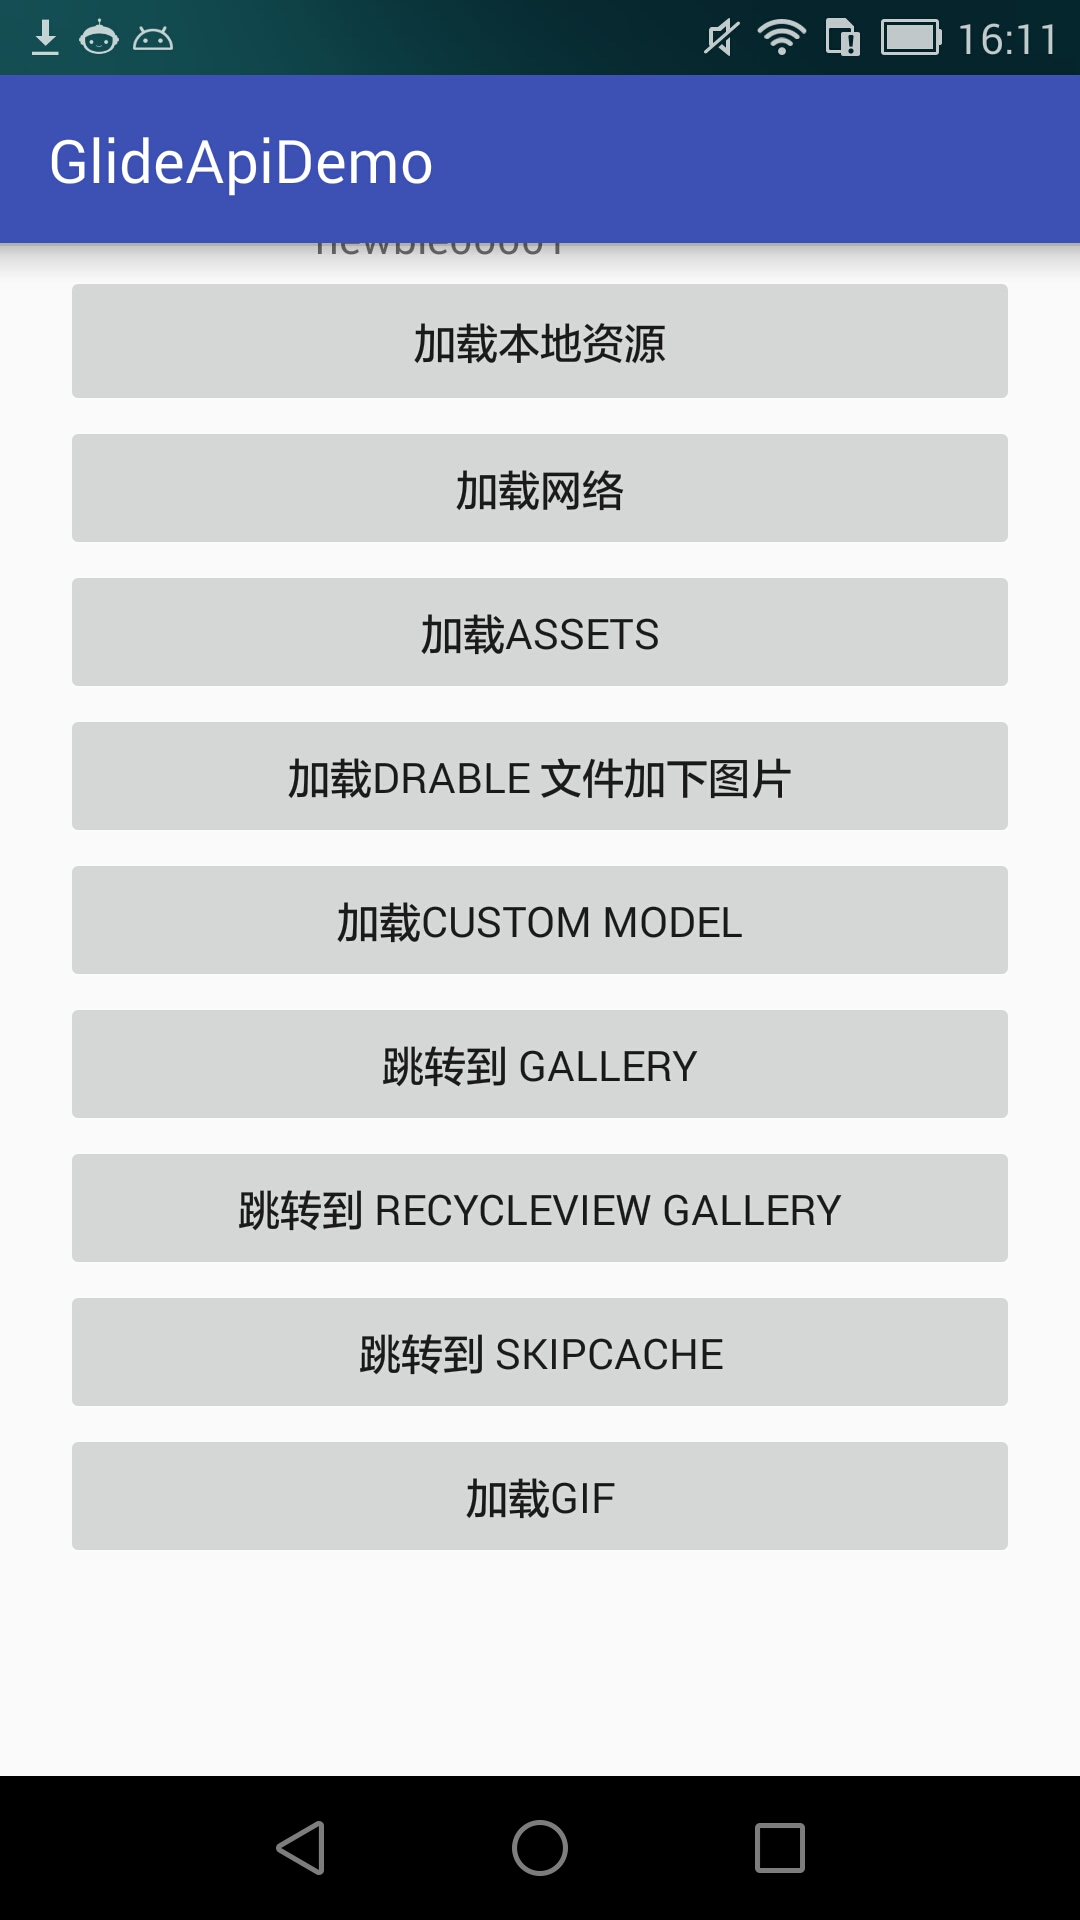 16:11
GlideApiDemo
加载本地资源
加载网络
加载ASSETS
加载DRABLE 文件加下图片
加载CUSTOM MODEL
跳转到 GALLERY
跳转到 RECYCLEVIEW GALLERY
跳转到 SKIPCACHE
加载GIF